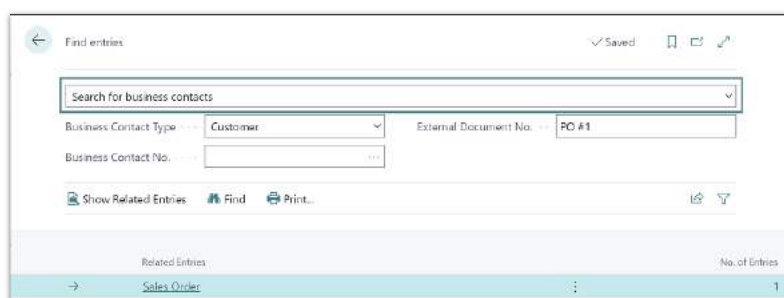 Find entries Saved
Search for business contacts
Business Contact Type Customer External Document No. PO #1
Business Contact No. ...
Show Related Entries Find Print...
Related Entries No. of Entries
Sales Order 1